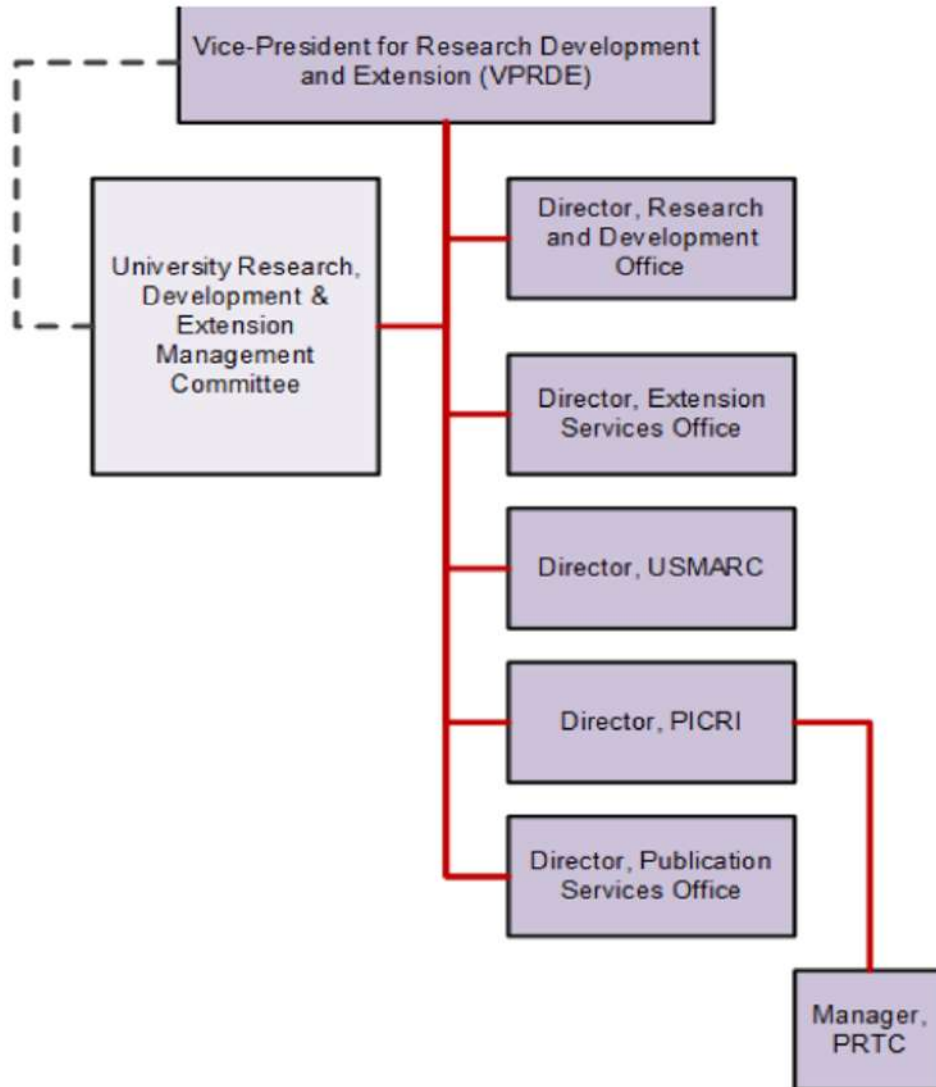 Vice-President for Research Development
and Extension (VPRDE)
University Research,
Development &
Extension
Management
Committee
Director, Research
and Development
Office
Director, Extension
Services Office
Director, USMARC
Director, PICRI
Director, Publication
Services Office
Manager,
PRTC